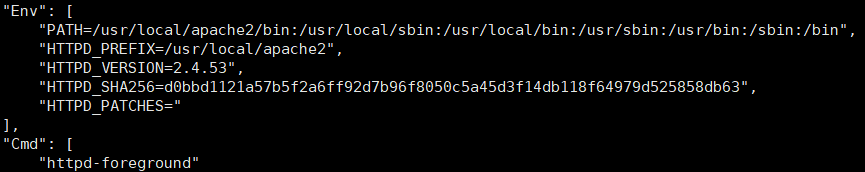 "Env": [
    "PATH=/usr/local/apache2/bin:/usr/local/sbin:/usr/local/bin:/usr/sbin:/usr/bin:/sbin:/bin",
    "HTTPD_PREFIX=/usr/local/apache2",
    "HTTPD_VERSION=2.4.53",
    "HTTPD_SHA256=d0bbd1121a57b5f2a6ff92d7b96f8050c5a45d3f14db118f64979d525858db63",
    "HTTPD_PATCHES="
],
"Cmd": [
    "httpd-foreground"